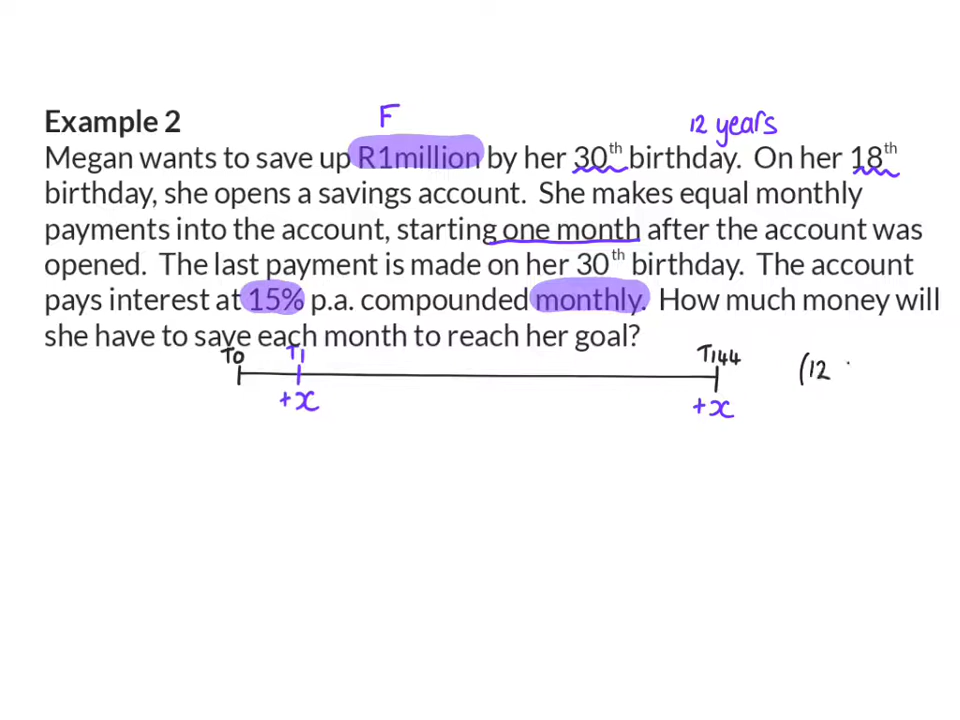 Example 2
F
12 years
Megan wants to save up R1million by her 30th birthday. On her 18th
birthday, she opens a savings account. She makes equal monthly
payments into the account, starting one month after the account was
opened. The last payment is made on her 30th birthday. The account
pays interest at 15% p.a. compounded monthly. How much money will
she have to save each month to reach her goal?
T0 T1 T144 (12
+x +x